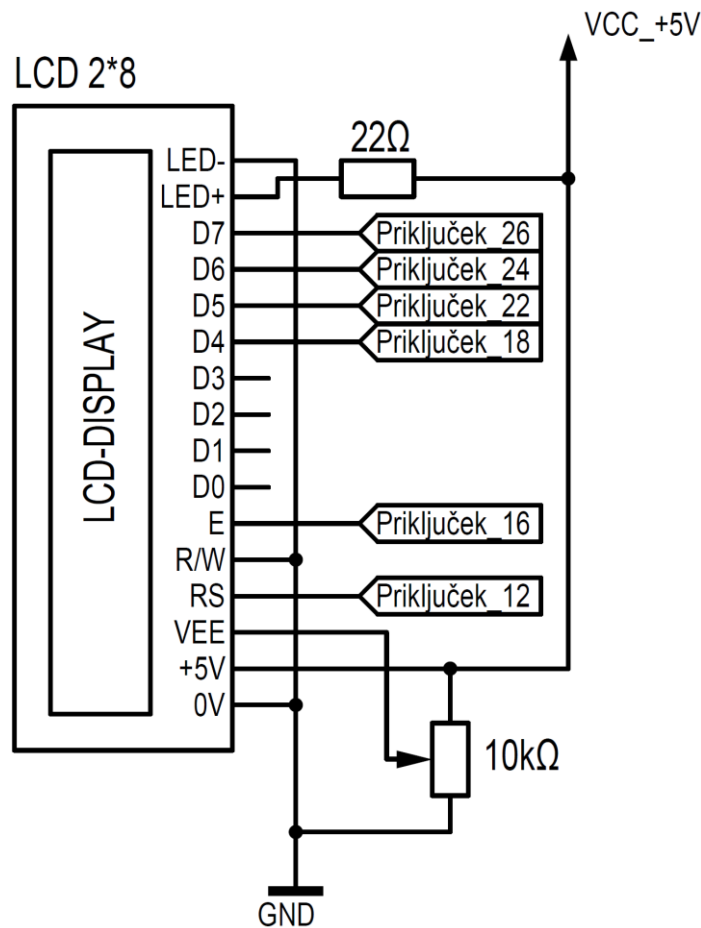 VCC_+5V
LCD 2*8
22Ω
LED-
LED+
D7 Priključek_26
D6 Priključek_24
D5 Priključek_22
D4 Priključek_18
D3
D2
D1
D0
E Priključek_16
R/W
RS Priključek_12
VEE
+5V
0V
LCD-DISPLAY
10kΩ
GND